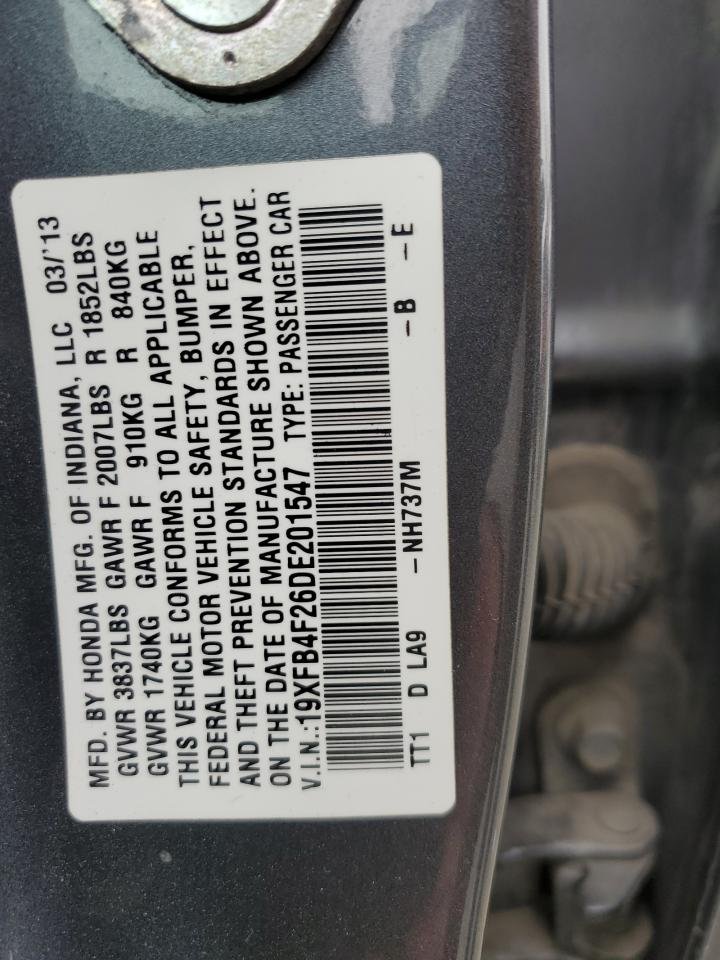 MFD. BY HONDA MFG. OF INDIANA, LLC 03/'13
GVWR 3837LBS GAWR F 2007LBS R 1852LBS
GVWR 1740KG GAWR F 910KG R 840KG
THIS VEHICLE CONFORMS TO ALL APPLICABLE
FEDERAL MOTOR VEHICLE SAFETY, BUMPER,
AND THEFT PREVENTION STANDARDS IN EFFECT
ON THE DATE OF MANUFACTURE SHOWN ABOVE.
V.I.N.:19XFB4F26DE201547 TYPE: PASSENGER CAR
TT1 D LA9 -NH737M -B -E